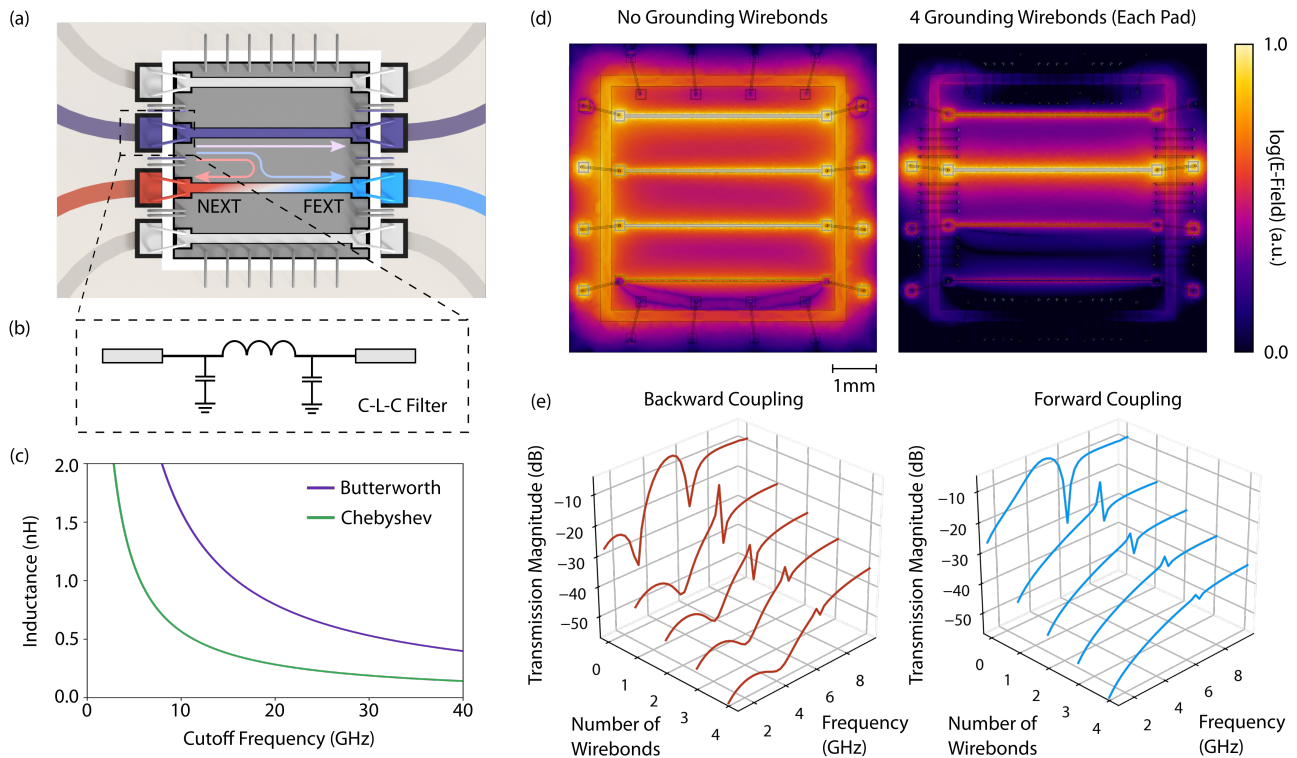 (a)
NEXT
FEXT
(b)
C-L-C Filter
(c)
2.0
1.5
1.0
0.5
0.0
Inductance (nH)
Butterworth
Chebyshev
0
10
20
30
40
Cutoff Frequency (GHz)
(d)
No Grounding Wirebonds
4 Grounding Wirebonds (Each Pad)
1.0
0.0
log(E-Field) (a.u.)
1mm
(e)
Backward Coupling
Transmission Magnitude (dB)
−10
−20
−30
−40
−50
0
1
2
3
4
Number of
Wirebonds
2
4
6
8
Frequency
(GHz)
Forward Coupling
Transmission Magnitude (dB)
−10
−20
−30
−40
−50
0
1
2
3
4
Number of
Wirebonds
2
4
6
8
Frequency
(GHz)